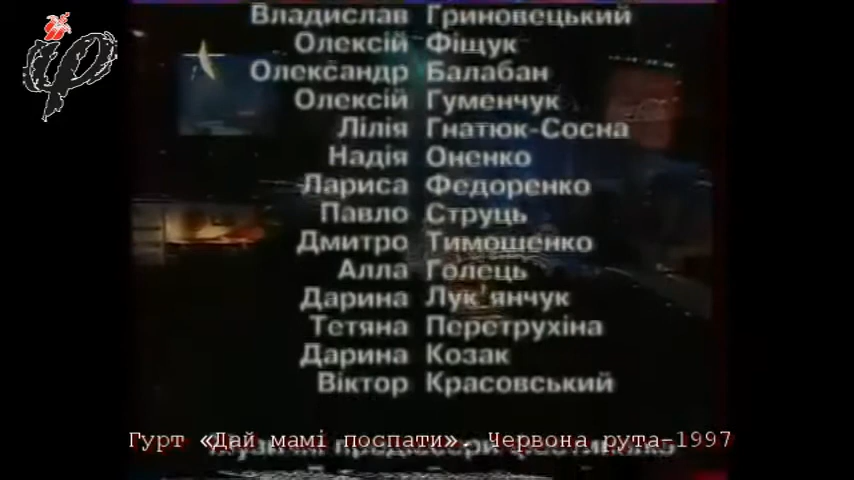 Владислав Гриновецький
Олексій Фіщук
Олександр Балабан
Олексій Гуменчук
Лілія Гнатюк-Сосна
Надія Оненко
Лариса Федоренко
Павло Струць
Дмитро Тимошенко
Алла Голець
Дарина Лук'янчук
Тетяна Перетрухіна
Дарина Козак
Віктор Красовський
Гурт «Дай мамі поспати». Червона рута-1997